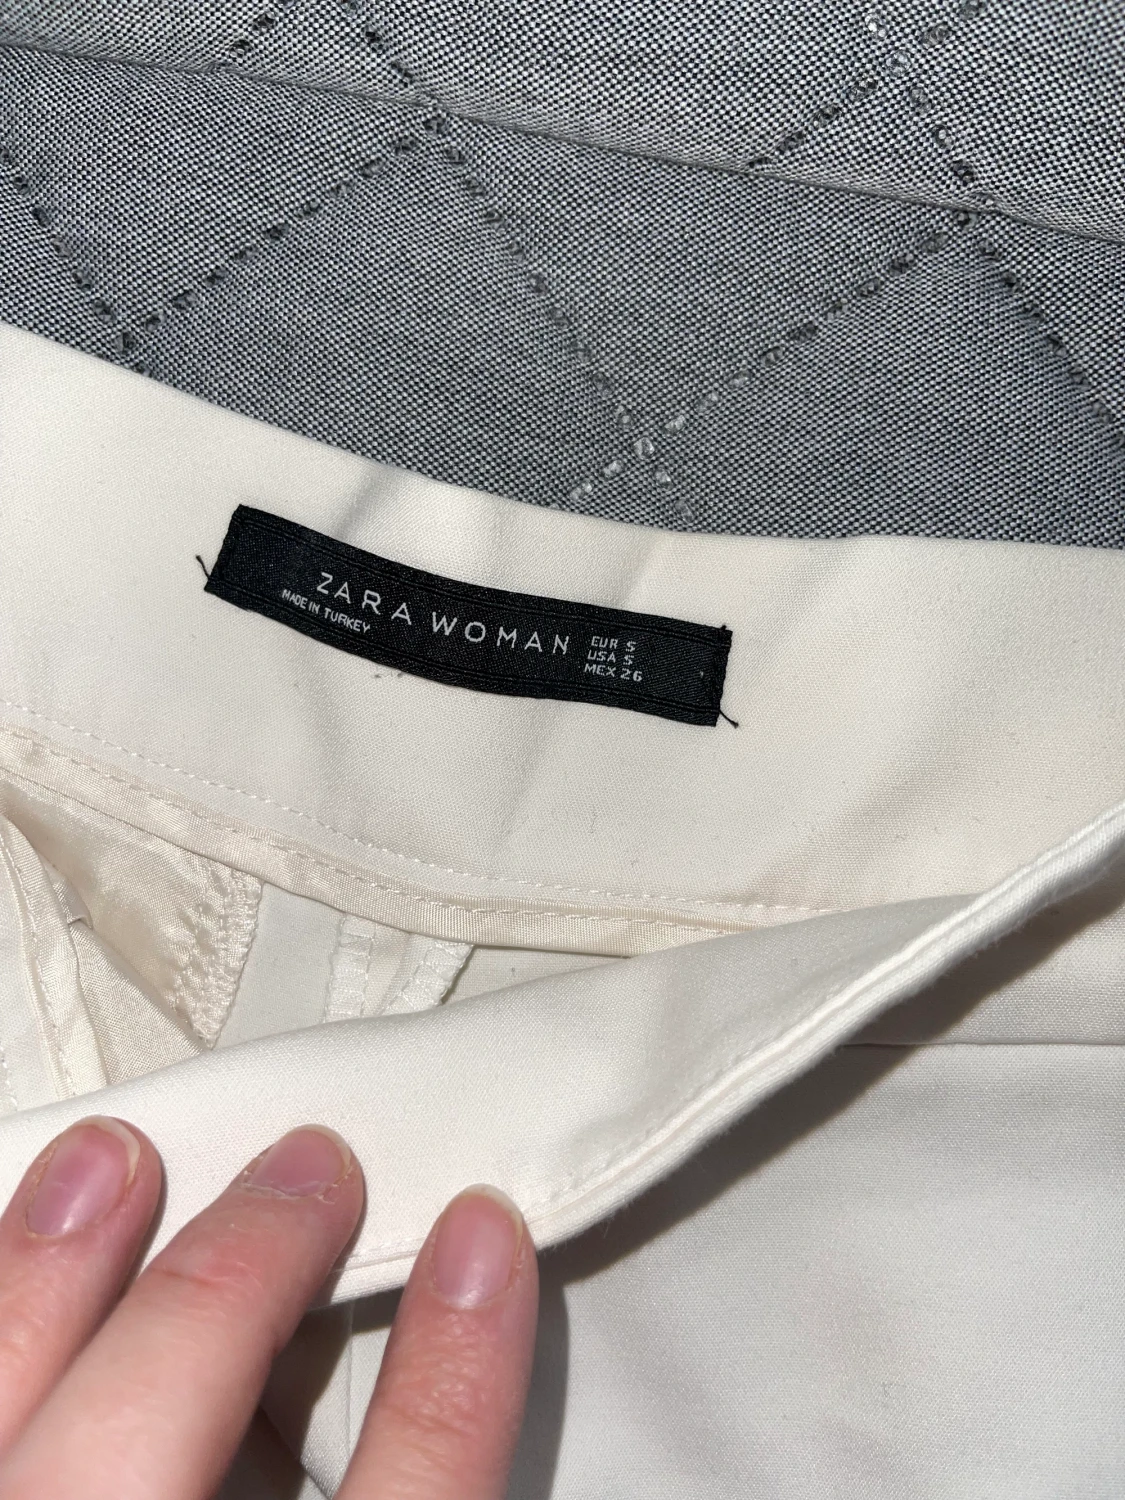 ZARA WOMAN
MADE IN TURKEY
EUR S
USA S
MEX 26